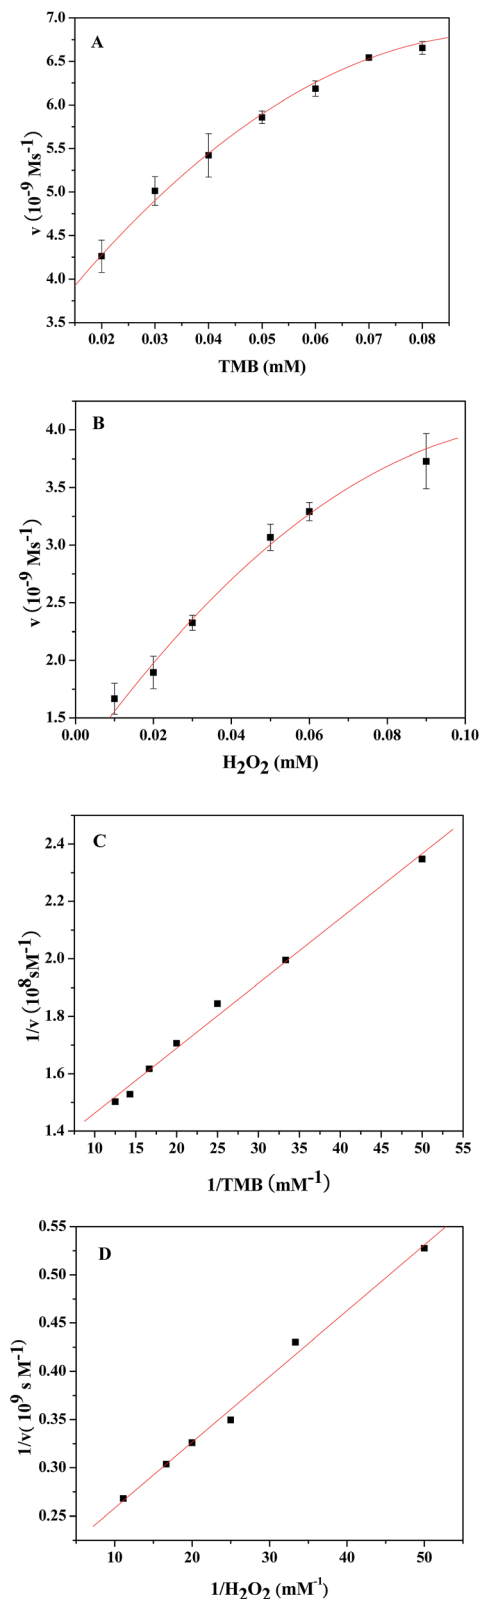 A
7.0
6.5
6.0
5.5
5.0
4.5
4.0
3.5
v (10-9 Ms-1)
0.02 0.03 0.04 0.05 0.06 0.07 0.08
TMB (mM)
B
4.0
3.5
3.0
2.5
2.0
1.5
v (10-9 Ms-1)
0.00 0.02 0.04 0.06 0.08 0.10
H2O2 (mM)
C
2.4
2.2
2.0
1.8
1.6
1.4
1/v (108sM-1)
10 15 20 25 30 35 40 45 50 55
1/TMB (mM-1)
D
0.55
0.50
0.45
0.40
0.35
0.30
0.25
1/v( 109 s M-1)
10 20 30 40 50
1/H2O2 (mM-1)